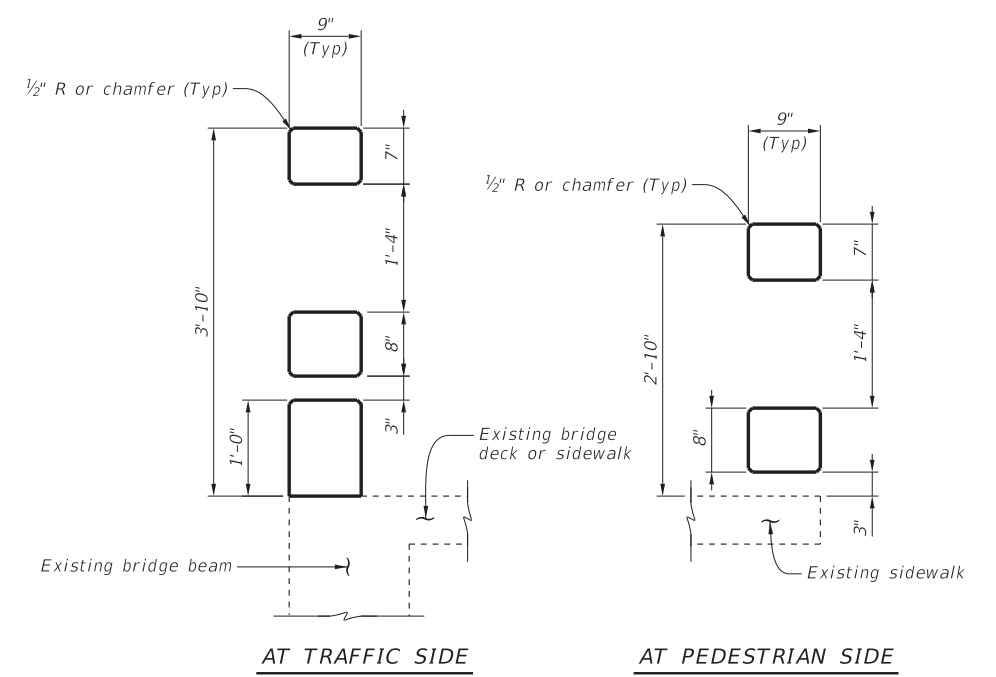 9"
(Typ)
½" R or chamfer (Typ)
7"
1'-4"
3'-10"
8"
3"
1'-0"
Existing bridge
deck or sidewalk
Existing bridge beam
AT TRAFFIC SIDE
9"
(Typ)
½" R or chamfer (Typ)
7"
1'-4"
2'-10"
8"
3"
Existing sidewalk
AT PEDESTRIAN SIDE